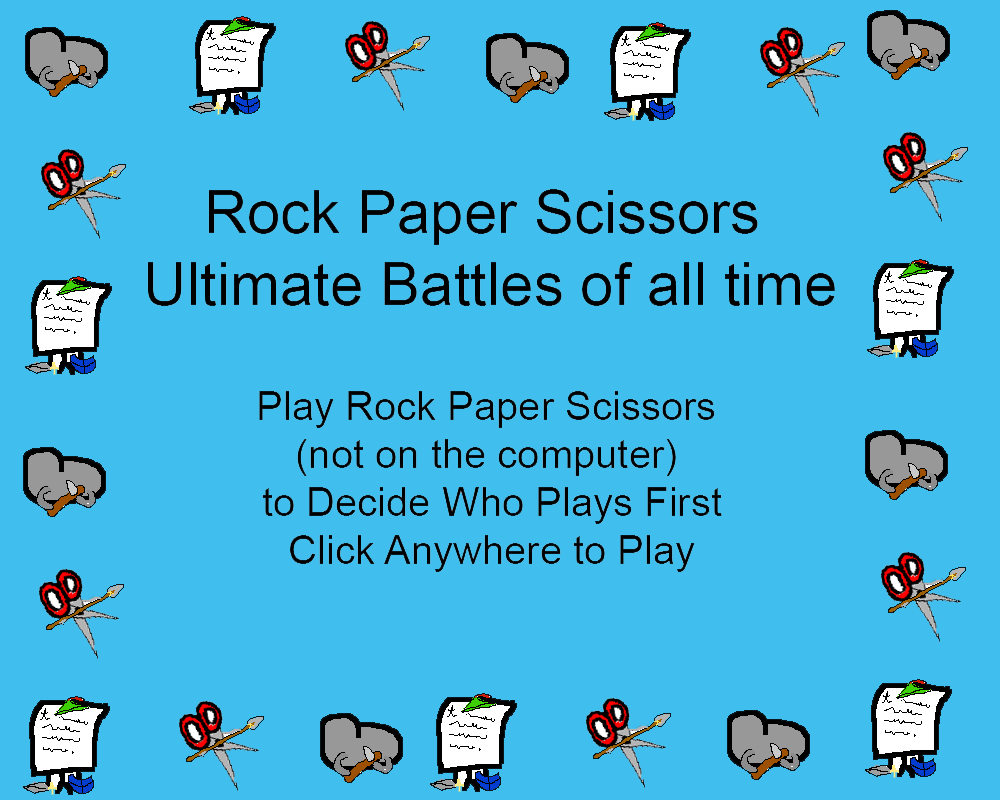 Rock Paper Scissors
Ultimate Battles of all time
Play Rock Paper Scissors
(not on the computer)
to Decide Who Plays First
Click Anywhere to Play